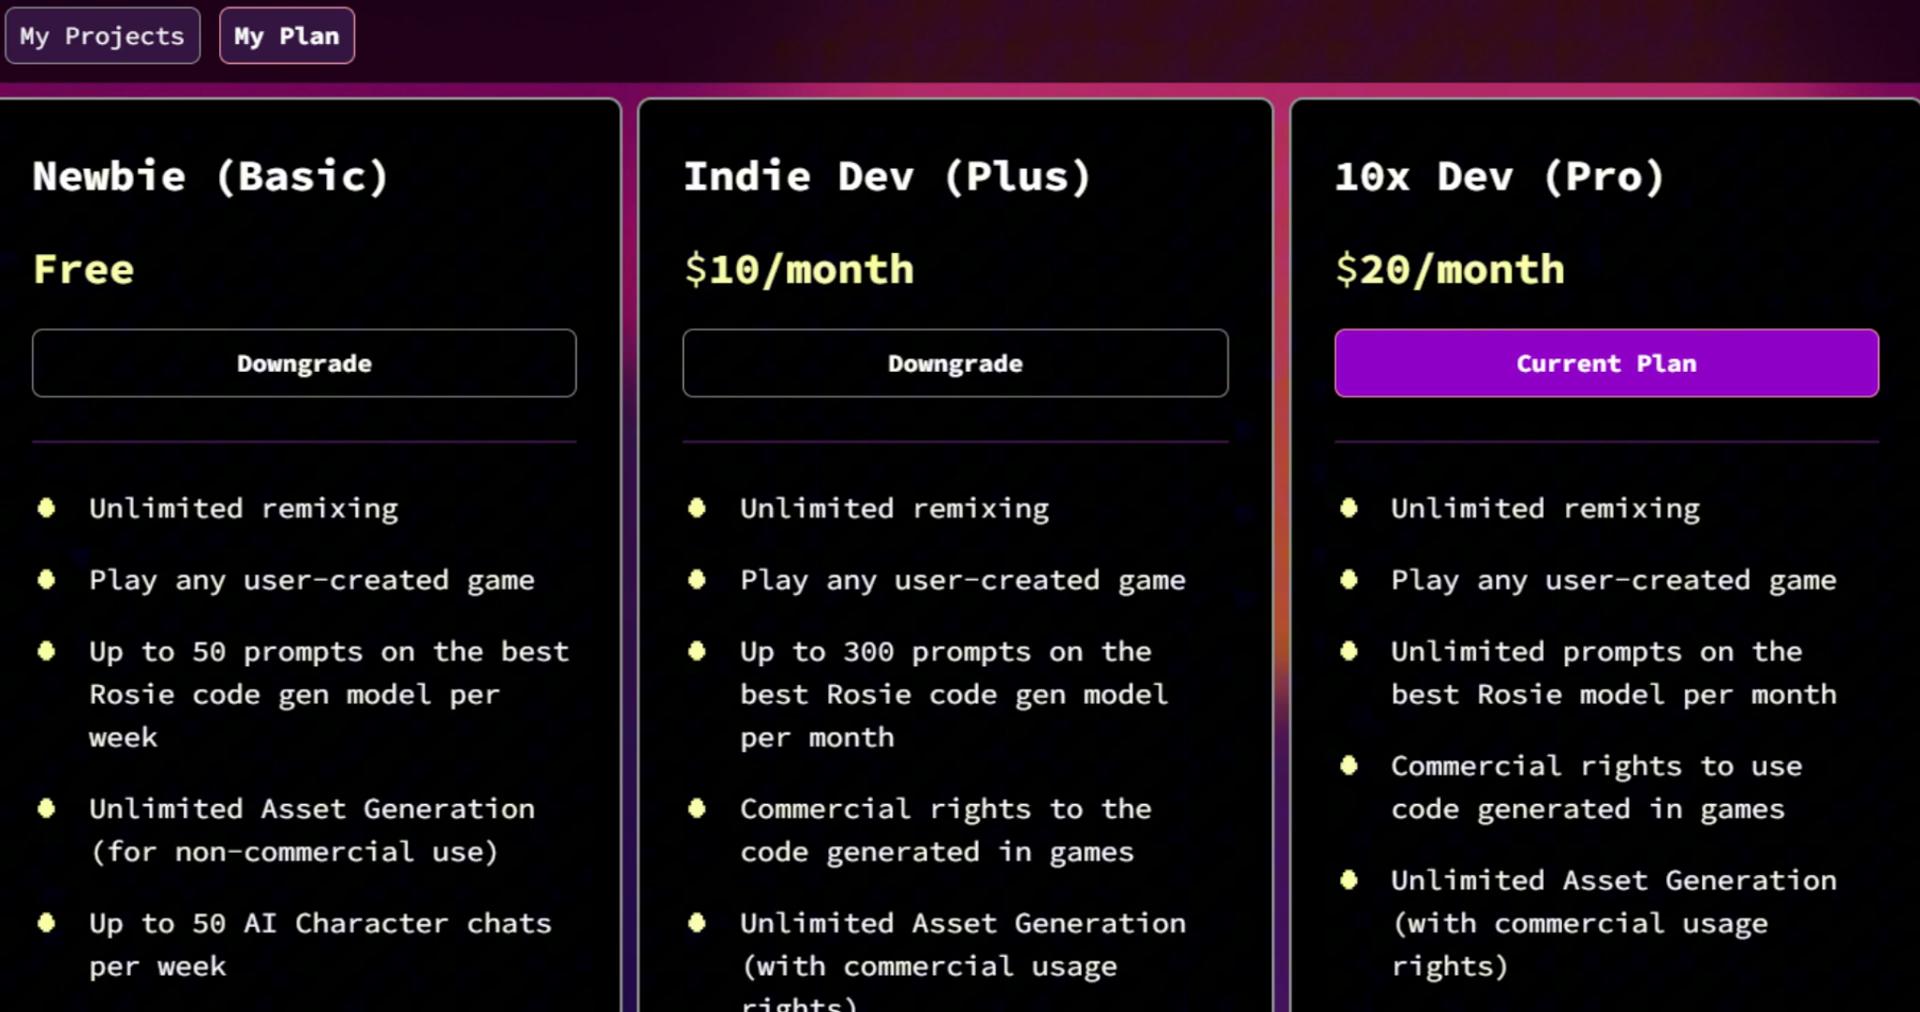 My Projects
My Plan
Newbie (Basic)
Free
Downgrade
Unlimited remixing
Play any user-created game
Up to 50 prompts on the best
Rosie code gen model per
week
Unlimited Asset Generation
(for non-commercial use)
Up to 50 AI Character chats
per week
Indie Dev (Plus)
$10/month
Downgrade
Unlimited remixing
Play any user-created game
Up to 300 prompts on the
best Rosie code gen model
per month
Commercial rights to the
code generated in games
Unlimited Asset Generation
(with commercial usage
rights)
10x Dev (Pro)
$20/month
Current Plan
Unlimited remixing
Play any user-created game
Unlimited prompts on the
best Rosie model per month
Commercial rights to use
code generated in games
Unlimited Asset Generation
(with commercial usage
rights)